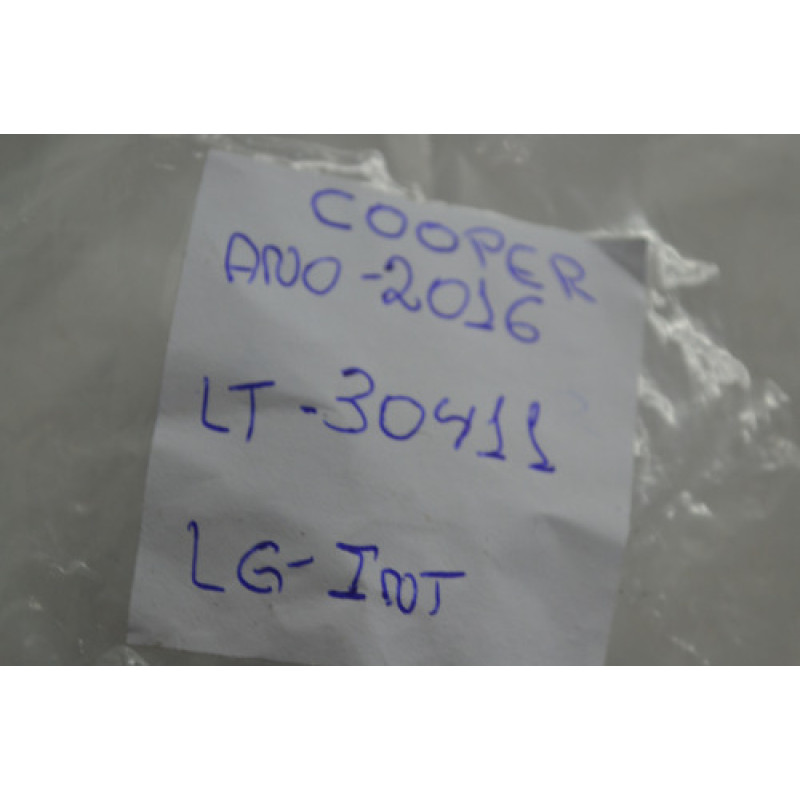 COOPER
ANO-2016
LT-30411
LG-INT